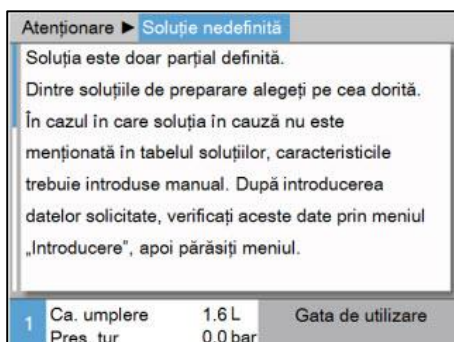 Atenționare ► Soluție nedefinită
Soluția este doar parțial definită.
Dintre soluțiile de preparare alegeți pe cea dorită.
În cazul în care soluția în cauză nu este
menționată în tabelul soluțiilor, caracteristicile
trebuie introduse manual. După introducerea
datelor solicitate, verificați aceste date prin meniul
„Introducere”, apoi părăsiți meniul.
1 Ca. umplere 1.6 L Gata de utilizare
Pres. tur 0.0 bar